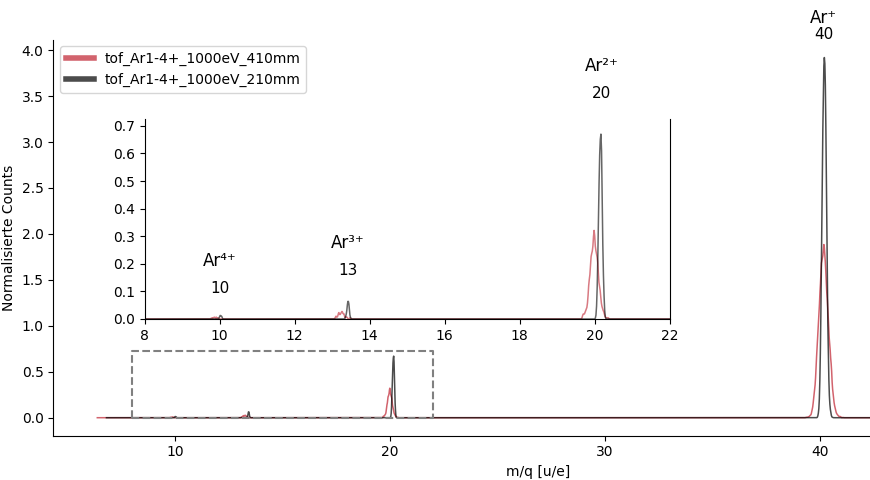 Ar⁺
40
4.0
tof_Ar1-4+_1000eV_410mm
tof_Ar1-4+_1000eV_210mm
Ar²⁺
20
3.5
3.0
2.5
2.0
1.5
1.0
0.5
0.0
Normalisierte Counts
0.7
0.6
0.5
0.4
0.3
0.2
0.1
0.0
Ar³⁺
13
Ar⁴⁺
10
8 10 12 14 16 18 20 22
10 20 30 40
m/q [u/e]